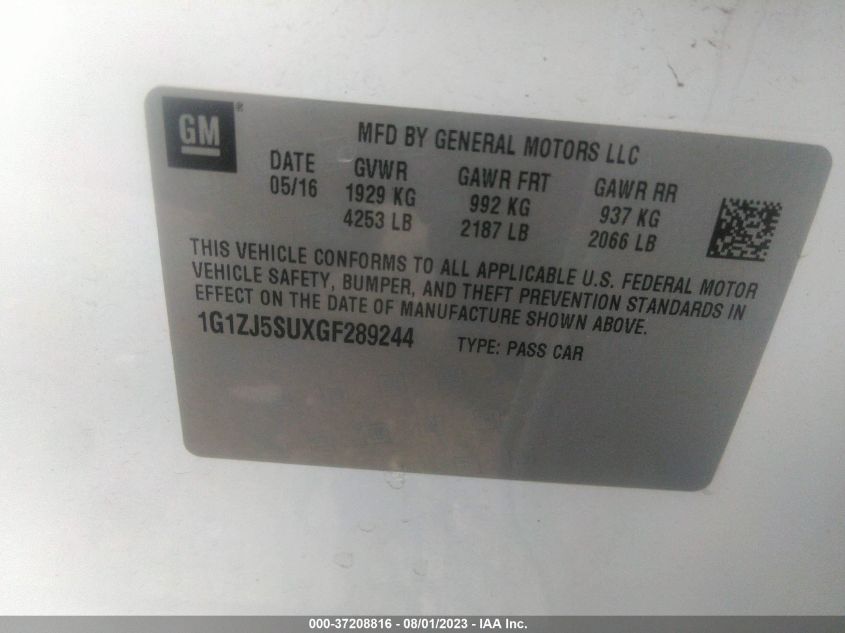 GM®
MFD BY GENERAL MOTORS LLC
DATE GVWR GAWR FRT GAWR RR
05/16 1929 KG 992 KG 937 KG
4253 LB 2187 LB 2066 LB
THIS VEHICLE CONFORMS TO ALL APPLICABLE U.S. FEDERAL MOTOR
VEHICLE SAFETY, BUMPER, AND THEFT PREVENTION STANDARDS IN
EFFECT ON THE DATE OF MANUFACTURE SHOWN ABOVE.
1G1ZJ5SUXGF289244 TYPE: PASS CAR
000-37208816 - 08/01/2023 - IAA Inc.